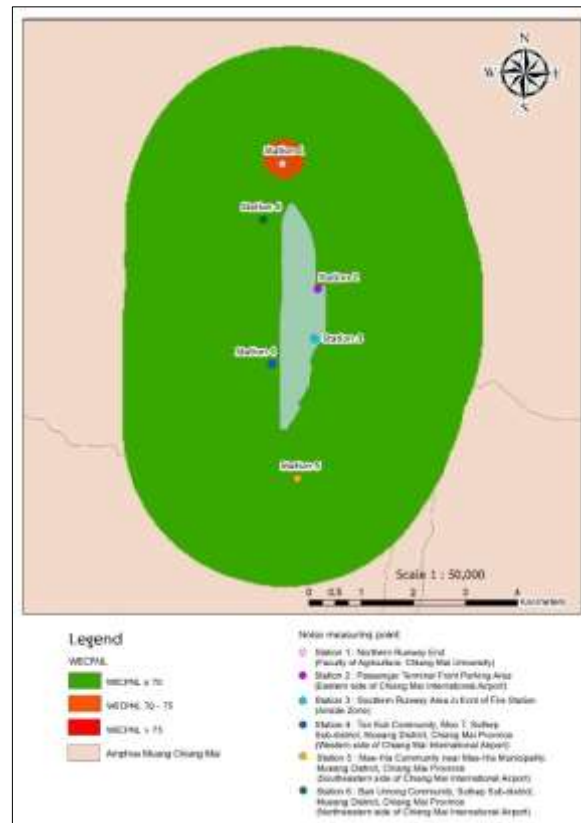 N
W
E
S
Station 1
Station 6
Station 2
Station 3
Station 4
Station 5
Scale 1 : 50,000
0 0.5 1 2 3 4
Kilometers
Legend
WECPNL
WECPNL ≤ 70
WECPNL 70 - 75
WECPNL > 75
Amphoe Mueang Chiang Mai
Noise measuring point
Station 1 : Northern Runway End
(Faculty of Agriculture, Chiang Mai University)
Station 2 : Passenger Terminal Front Parking Area
(Eastern side of Chiang Mai International Airport)
Station 3 : Southern Runway Area in front of Fire Station
(Airside Zone)
Station 4 : Ton Community, Moo 7, Suthep
Sub-district, Mueang District, Chiang Mai Province
(Western side of Chiang Mai International Airport)
Station 5 : Mae-Hia Community near Mae-Hia Municipality,
Mueang District, Chiang Mai Province
(Southeastern side of Chiang Mai International Airport)
Station 6 : Ban Umong Community, Suthep Sub-district,
Mueang District, Chiang Mai Province
(Northeastern side of Chiang Mai International Airport)